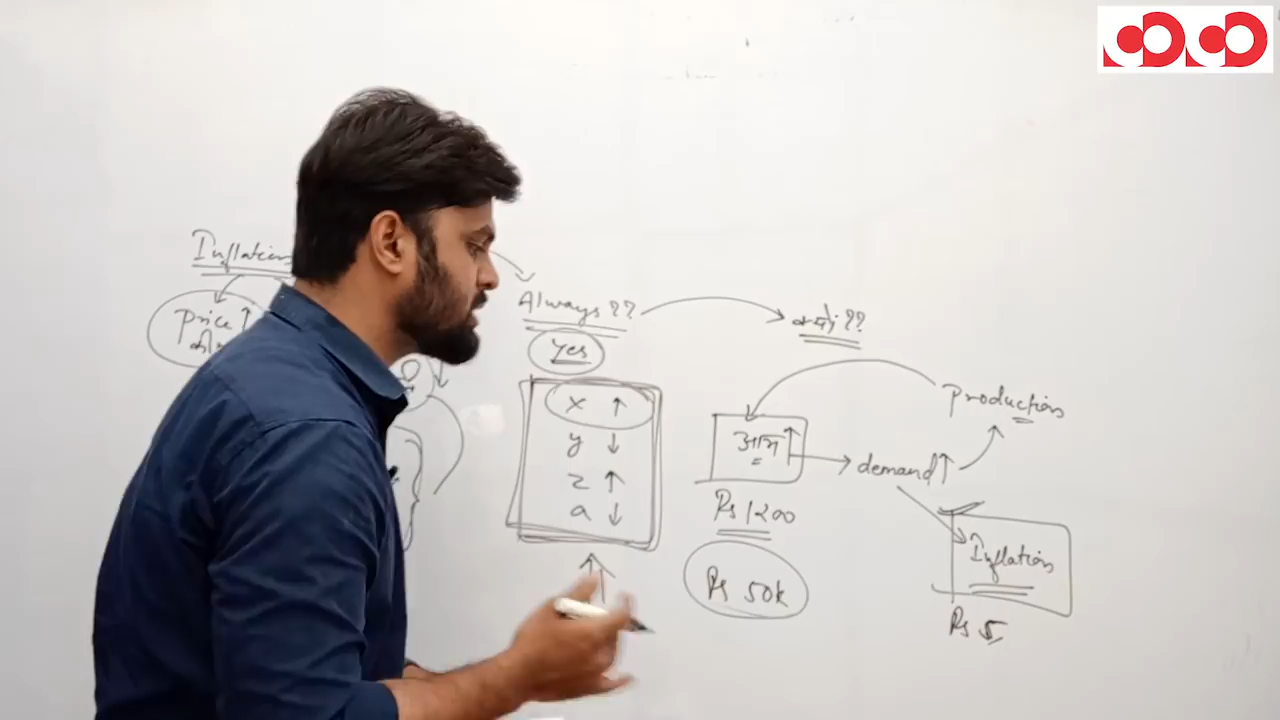 Inflation
Price ↑
Always ??
Yes
x ↑
y ↓
z ↑
a ↓
क्यों ??
Production
आय ↑
demand ↑
Rs 1200
Rs 50k
Inflation
Rs 5